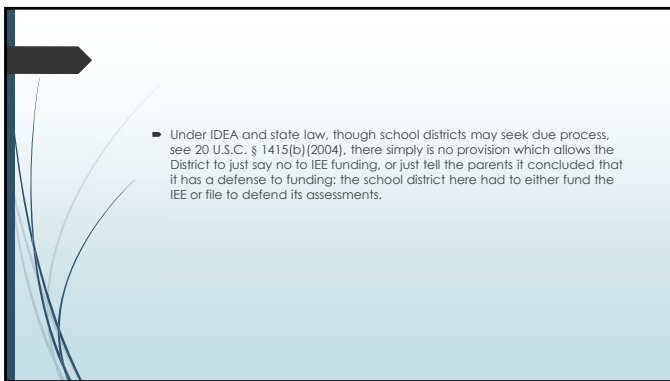 Under IDEA and state law, though school districts may seek due process,
see 20 U.S.C. § 1415(b)(2004), there simply is no provision which allows the
District to just say no to IEE funding, or just tell the parents it concluded that
it has a defense to funding: the school district here had to either fund the
IEE or file to defend its assessments.